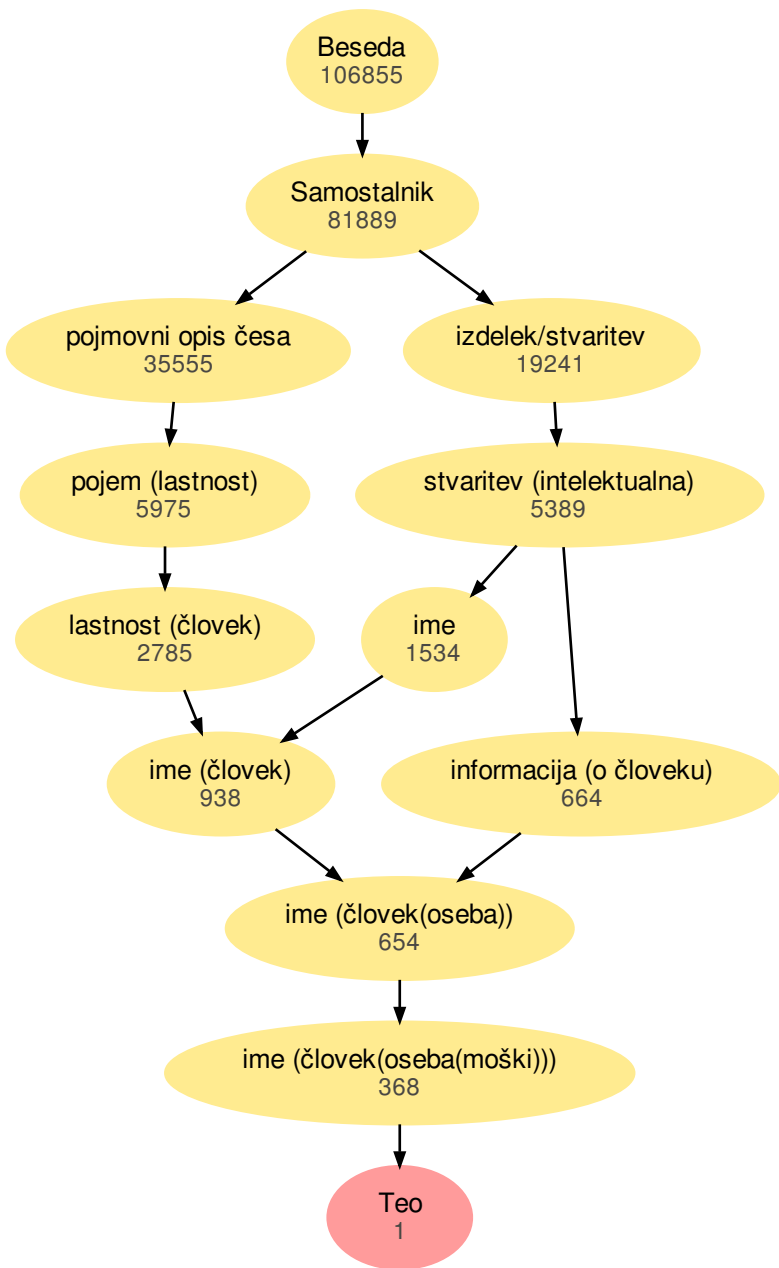 Beseda
106855
Samostalnik
81889
pojmovni opis česa
35555
izdelek/stvaritev
19241
pojem (lastnost)
5975
stvaritev (intelektualna)
5389
lastnost (človek)
2785
ime
1534
ime (človek)
938
informacija (o človeku)
664
ime (človek(oseba))
654
ime (človek(oseba(moški)))
368
Teo
1